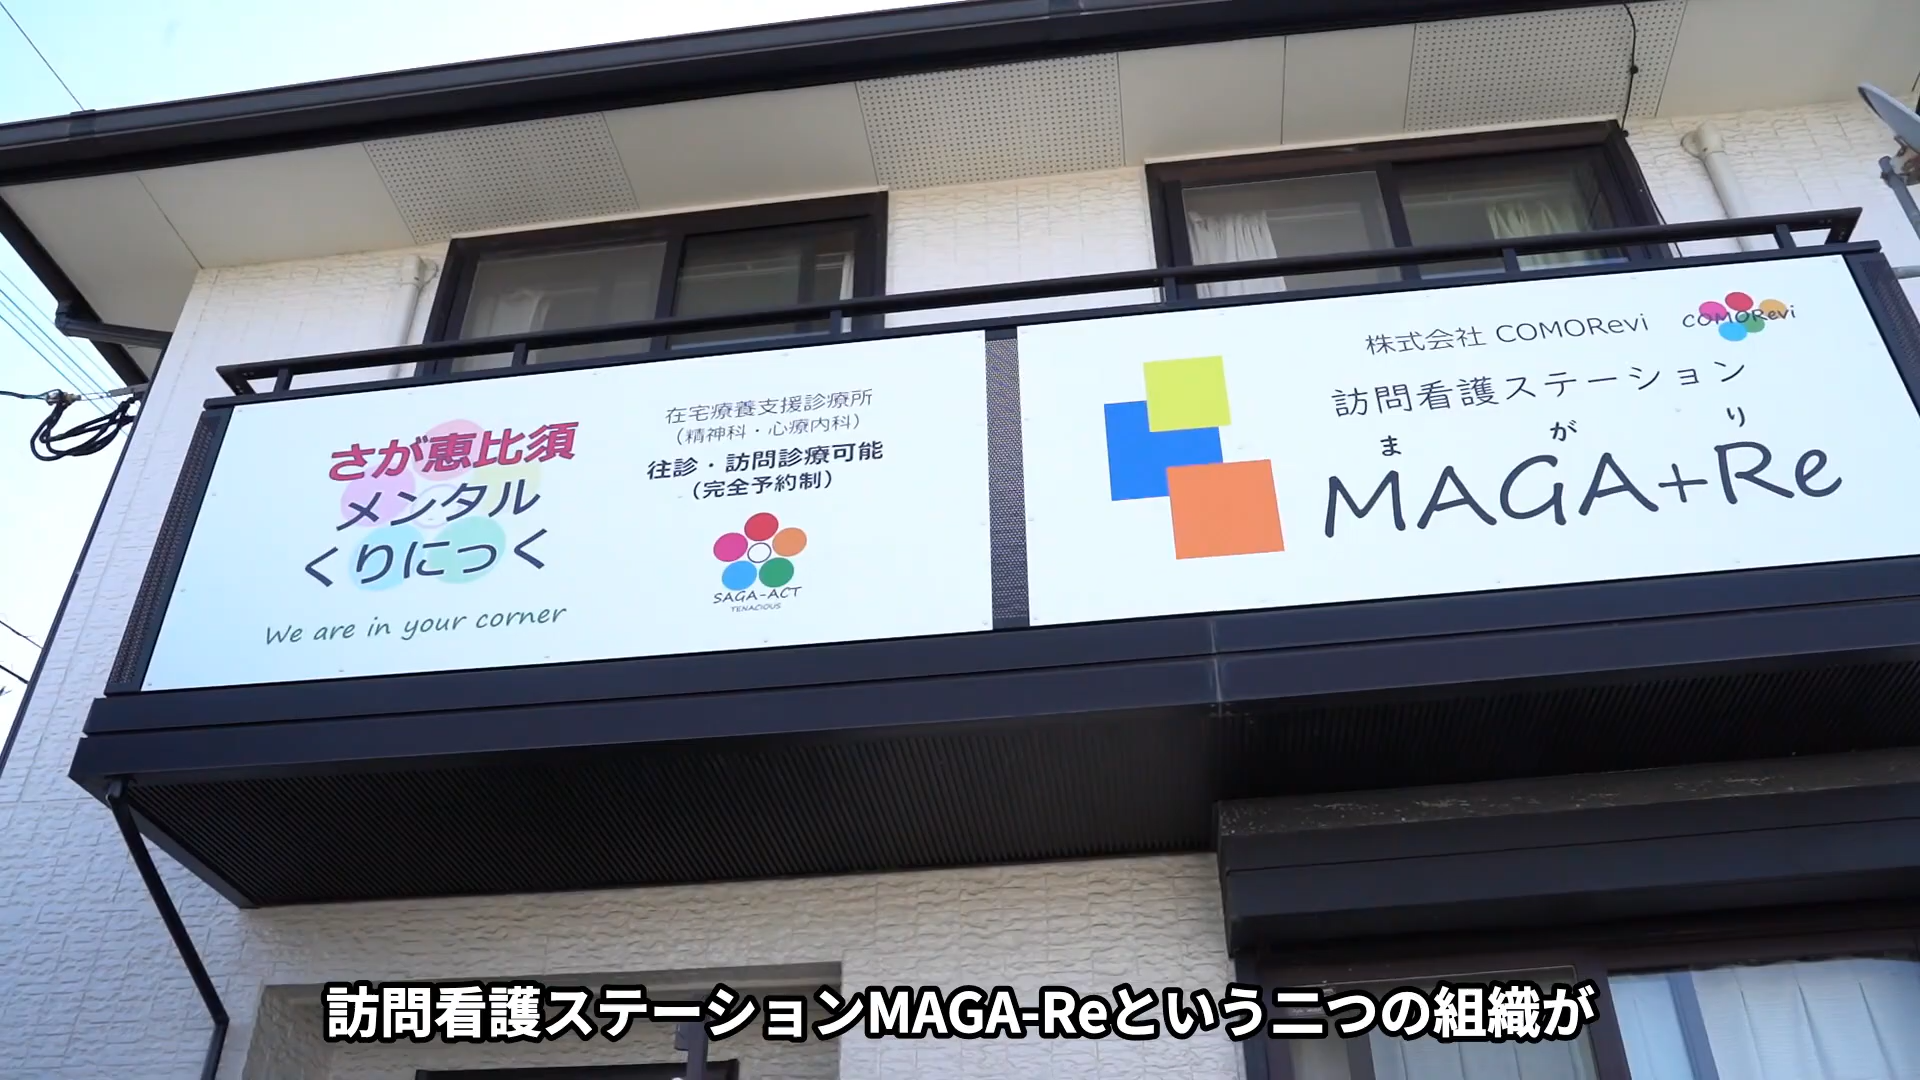 さが恵比須
メンタル
くりにっく
We are in your corner
在宅療養支援診療所
（精神科・心療内科）
往診・訪問診療可能
（完全予約制）
SAGA-ACT
TENACIOUS
株式会社 COMORevi
COMORevi
訪問看護ステーション
ま が り
MAGA+Re
訪問看護ステーションMAGA-Reという二つの組織が